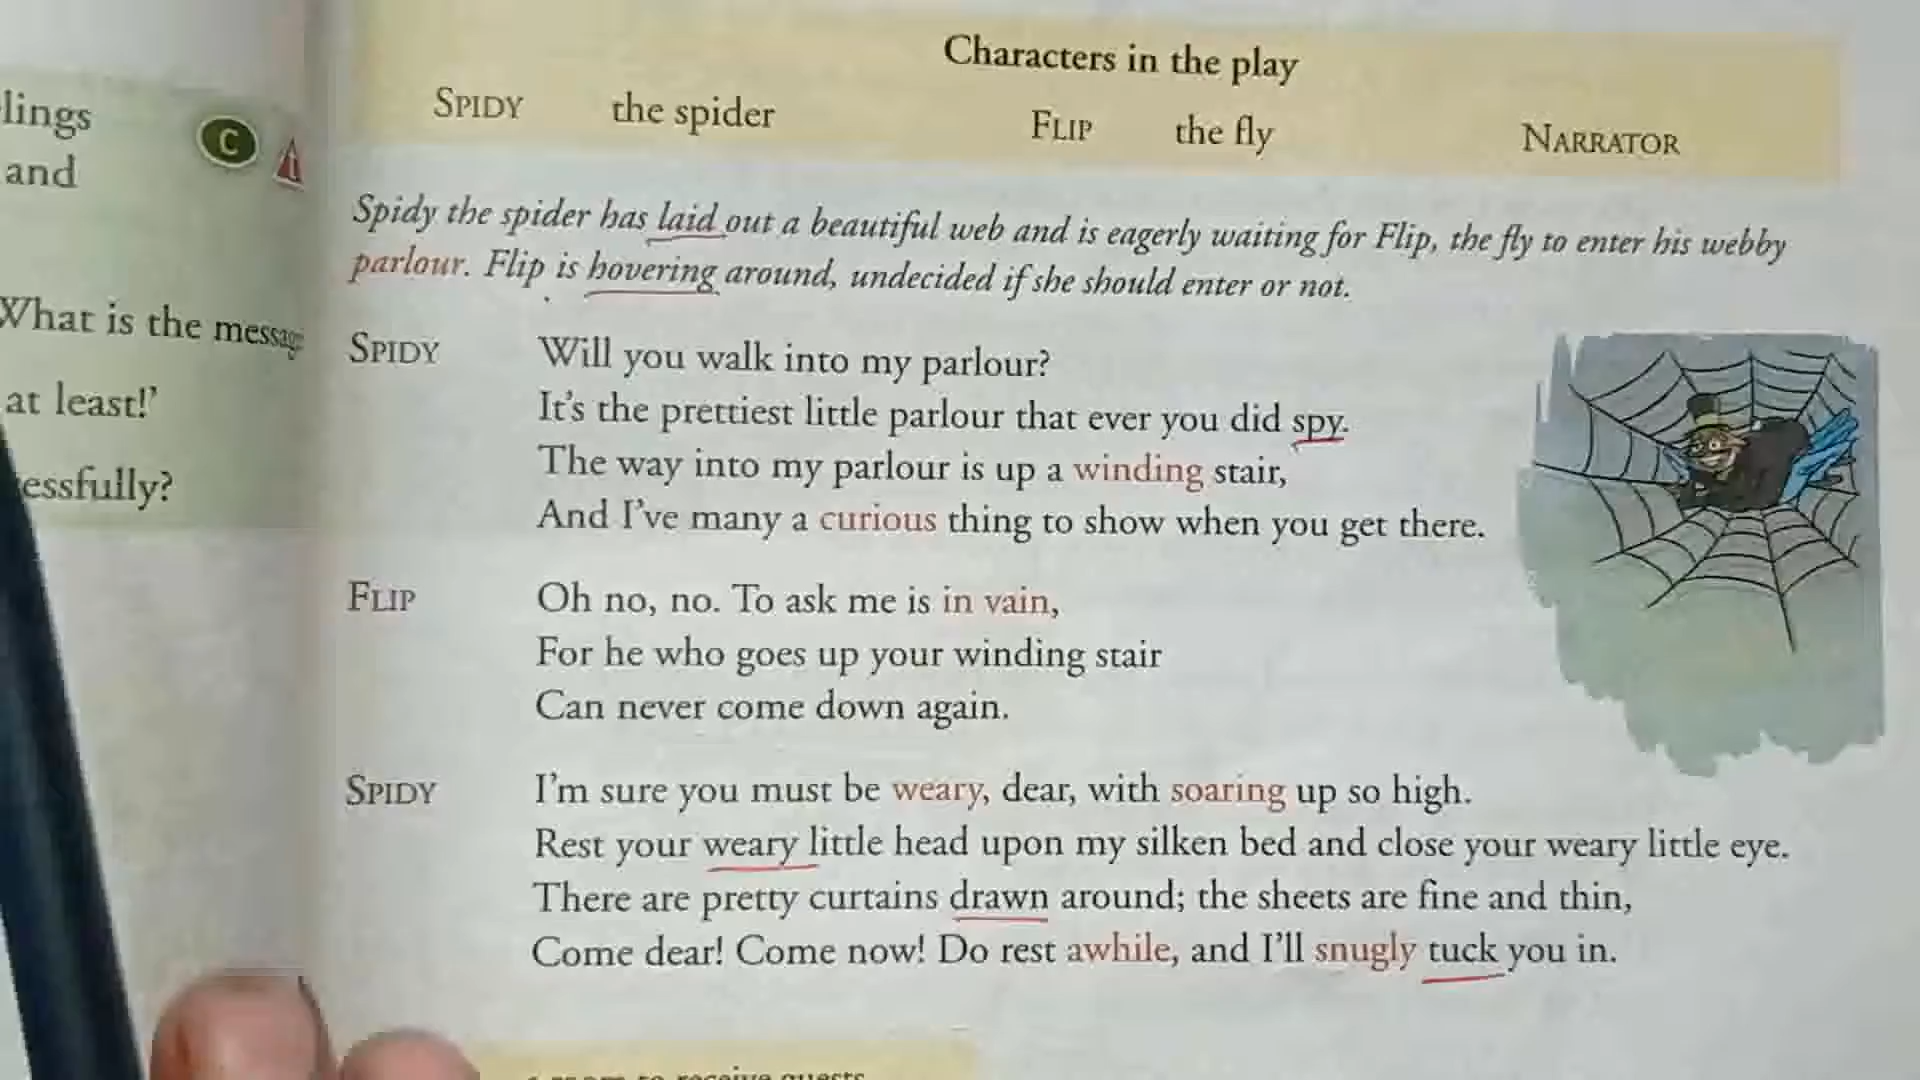 lings
and
What is the message
at least!'
essfully?
C
Characters in the play
SPIDY the spider FLIP the fly NARRATOR
Spidy the spider has laid out a beautiful web and is eagerly waiting for Flip, the fly to enter his webby
parlour. Flip is hovering around, undecided if she should enter or not.
SPIDY Will you walk into my parlour?
It's the prettiest little parlour that ever you did spy.
The way into my parlour is up a winding stair,
And I've many a curious thing to show when you get there.
FLIP Oh no, no. To ask me is in vain,
For he who goes up your winding stair
Can never come down again.
SPIDY I'm sure you must be weary, dear, with soaring up so high.
Rest your weary little head upon my silken bed and close your weary little eye.
There are pretty curtains drawn around; the sheets are fine and thin,
Come dear! Come now! Do rest awhile, and I'll snugly tuck you in.
a room to receive guests